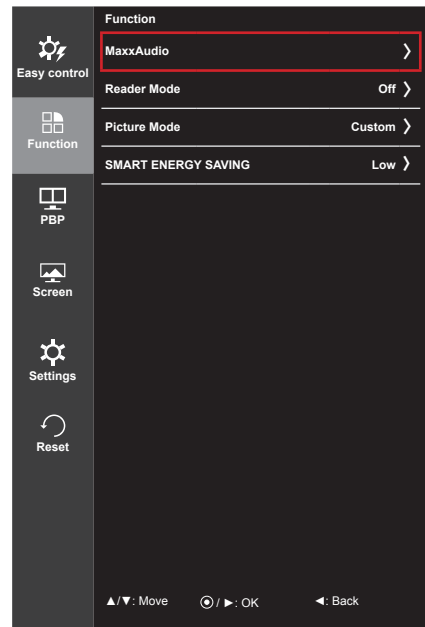 Function
MaxxAudio
Easy control
Reader Mode Off
Picture Mode Custom
Function
SMART ENERGY SAVING Low
PBP
Screen
Settings
Reset
▲/▼: Move ◉ / ►: OK ◄: Back